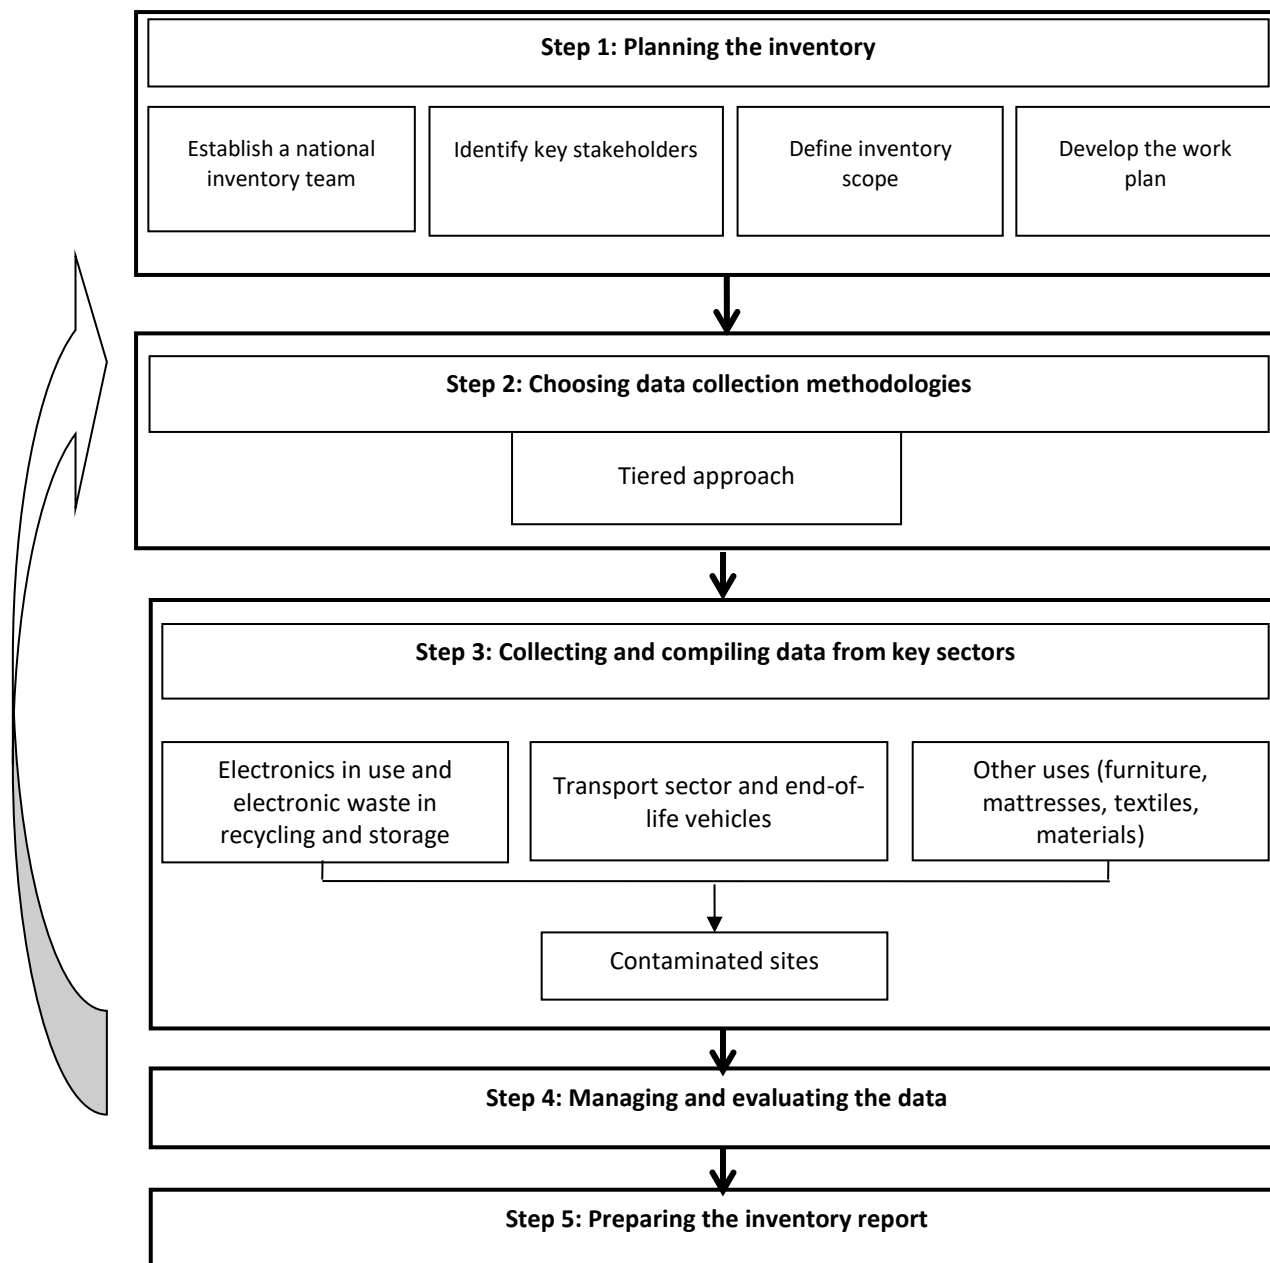 Step 1: Planning the inventory
Establish a national
inventory team
Identify key stakeholders
Define inventory
scope
Develop the work
plan
Step 2: Choosing data collection methodologies
Tiered approach
Step 3: Collecting and compiling data from key sectors
Electronics in use and
electronic waste in
recycling and storage
Transport sector and end-of-
life vehicles
Other uses (furniture,
mattresses, textiles,
materials)
Contaminated sites
Step 4: Managing and evaluating the data
Step 5: Preparing the inventory report